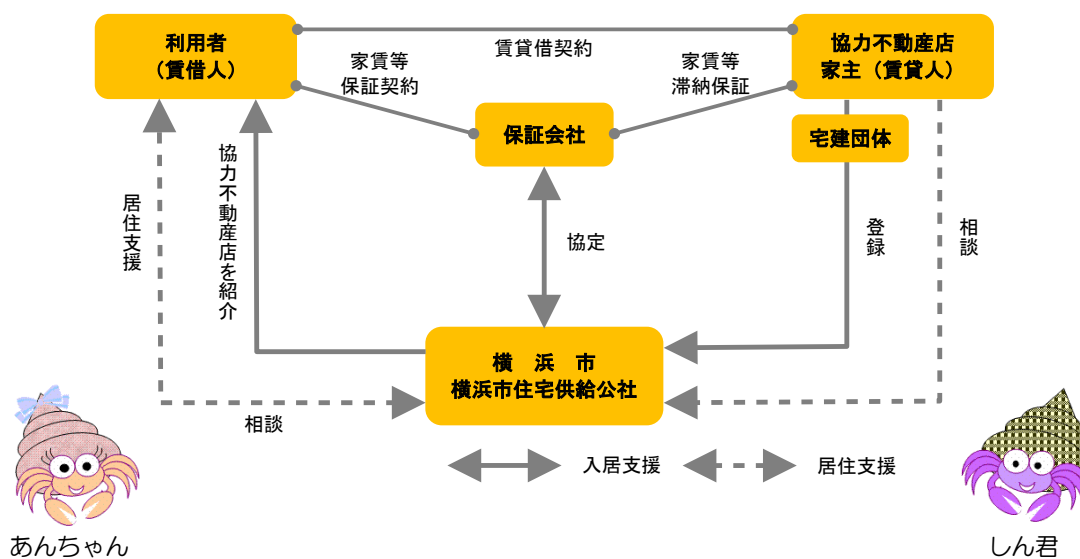 利用者
（賃借人）
賃貸借契約
協力不動産店
家主（賃貸人）
家賃等
保証契約
家賃等
滞納保証
保証会社
宅建団体
居住支援
協力不動産店を紹介
協定
登録
相談
横　浜　市
横浜市住宅供給公社
相談
入居支援
居住支援
あんちゃん
しん君